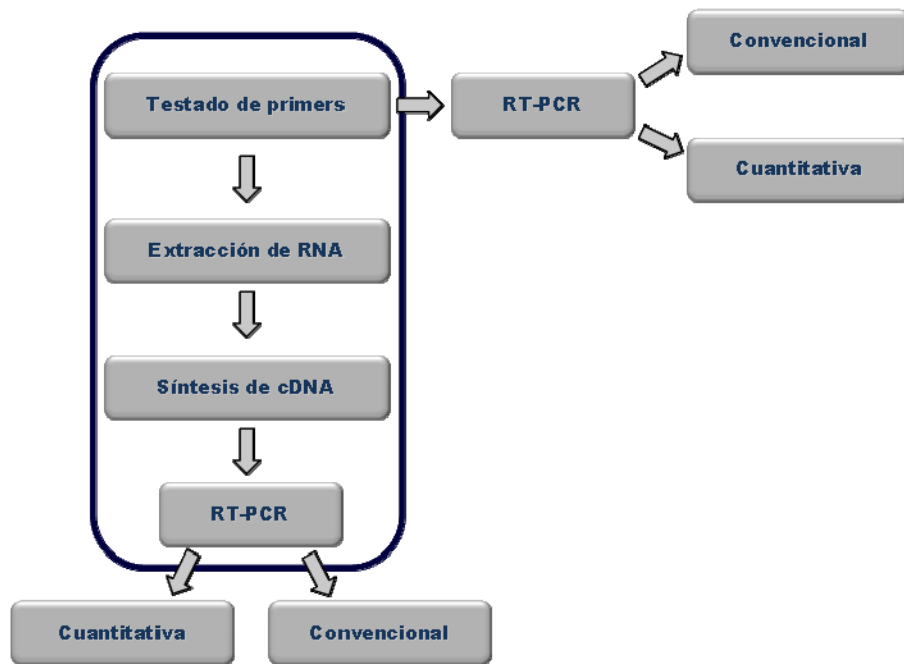 Convencional
Testado de primers
RT-PCR
Cuantitativa
Extracción de RNA
Síntesis de cDNA
RT-PCR
Cuantitativa
Convencional